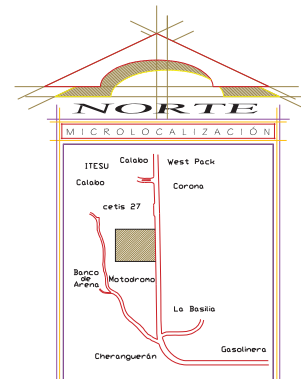 NORTE
MICROLOCALIZACIÓN
Calabo
West Pack
ITESU
Calabo
Corona
cetis 27
Banco
de
Arena
Motodromo
La Basilia
Gasolinera
Cheranguerán